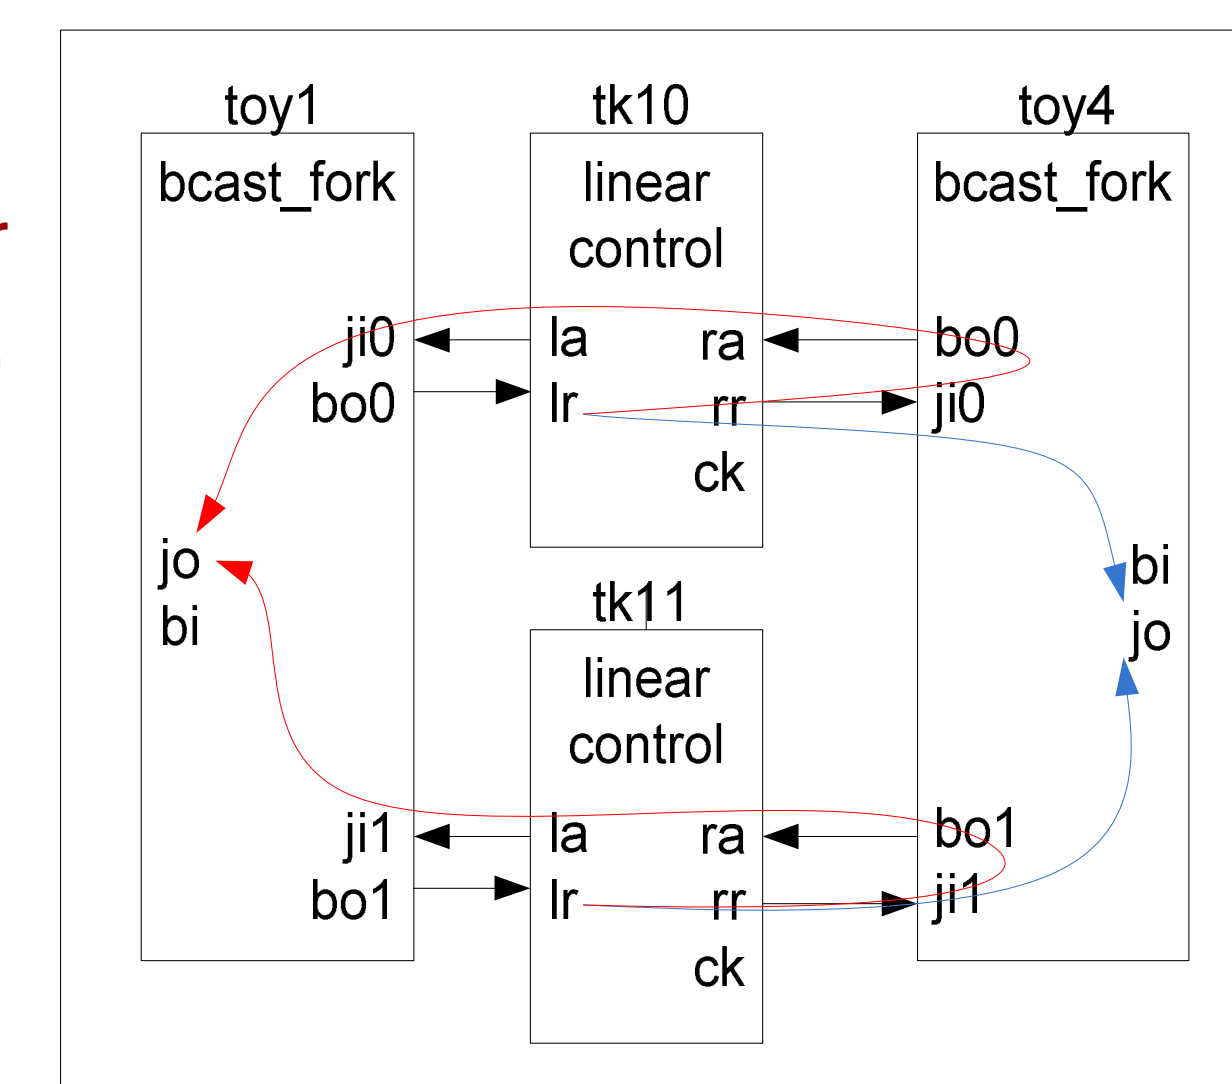 toy1
tk10
toy4
bcast_fork
linear
control
bcast_fork
ji0
bo0
la
lr
ra
rr
ck
bo0
ji0
jo
bi
bi
jo
tk11
linear
control
ji1
bo1
la
lr
ra
rr
ck
bo1
ji1